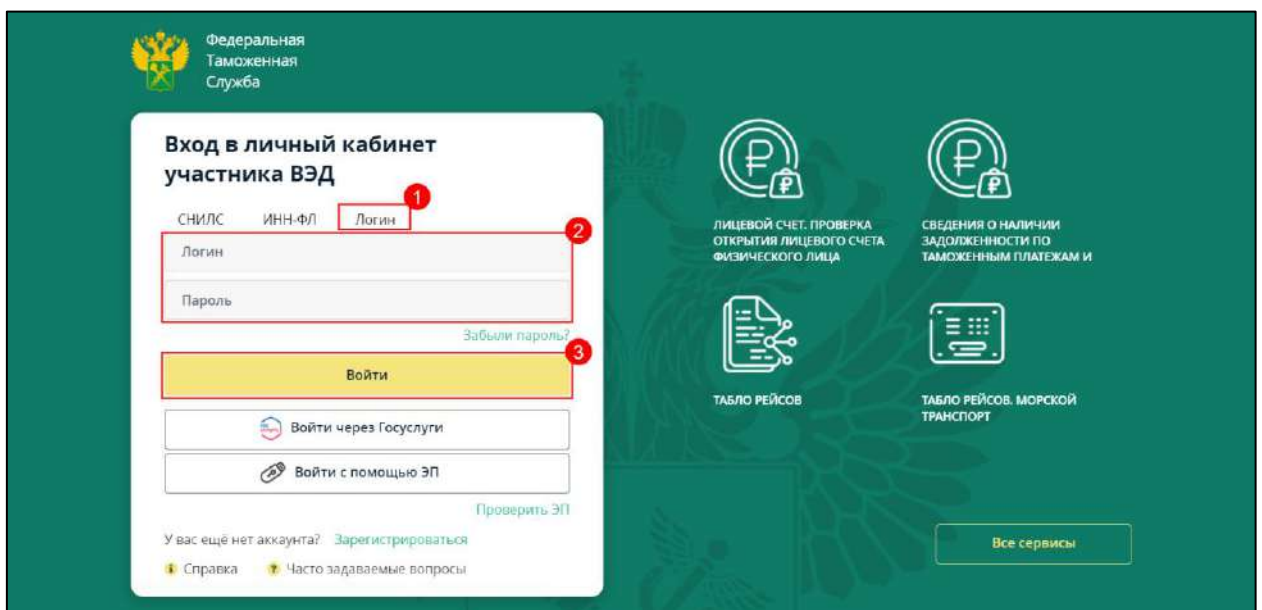 Федеральная
Таможенная
Служба
Вход в личный кабинет
участника ВЭД
1
СНИЛС ИНН-ФЛ Логин
2
Логин
Пароль
Забыли пароль?
3
Войти
Войти через Госуслуги
Войти с помощью ЭП
Проверить ЭП
У вас ещё нет аккаунта? Зарегистрироваться
Справка Часто задаваемые вопросы
ЛИЦЕВОЙ СЧЕТ. ПРОВЕРКА
ОТКРЫТИЯ ЛИЦЕВОГО СЧЕТА
ФИЗИЧЕСКОГО ЛИЦА
СВЕДЕНИЯ О НАЛИЧИИ
ЗАДОЛЖЕННОСТИ ПО
ТАМОЖЕННЫМ ПЛАТЕЖАМ И
ТАБЛО РЕЙСОВ
ТАБЛО РЕЙСОВ. МОРСКОЙ
ТРАНСПОРТ
Все сервисы